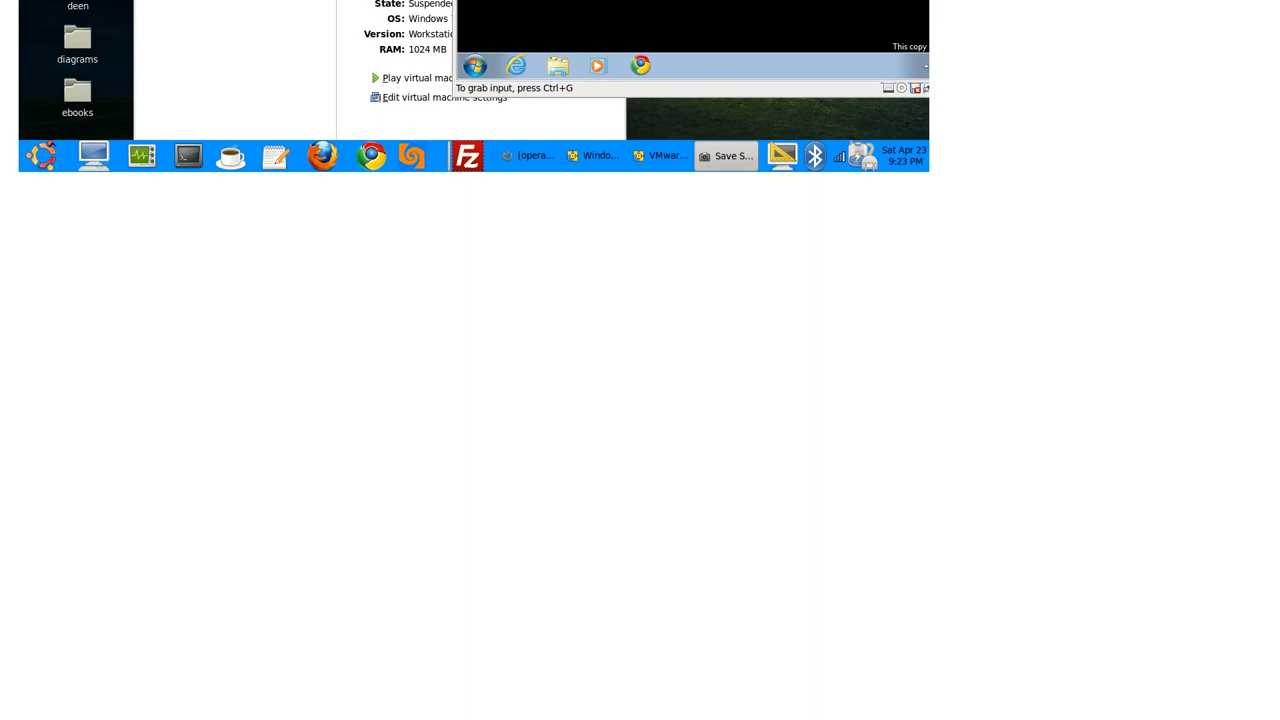 deen
diagrams
ebooks
State: Suspended
OS: Windows
Version: Workstatio
RAM: 1024 MB
Play virtual mac
Edit virtual machine settings
This copy
To grab input, press Ctrl+G
[opera...
Windo...
VMwar...
Save S...
Sat Apr 23
9:23 PM